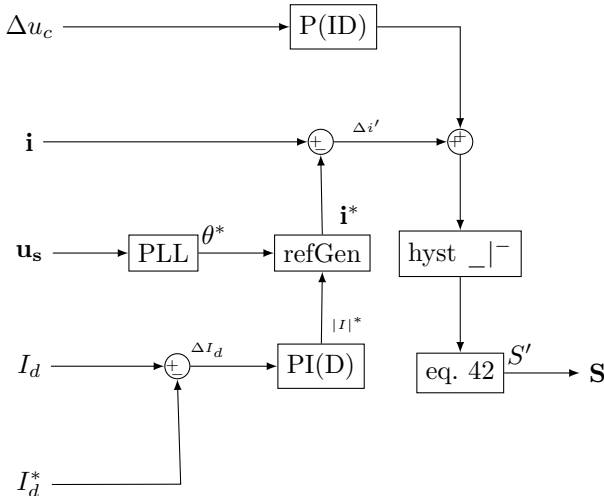 Δu_c P(ID)
i + − Δi′ + +
i*
u_s PLL θ* refGen hyst _|‾
|I|*
I_d + − ΔI_d PI(D) eq. 42 S′ S
I_d*